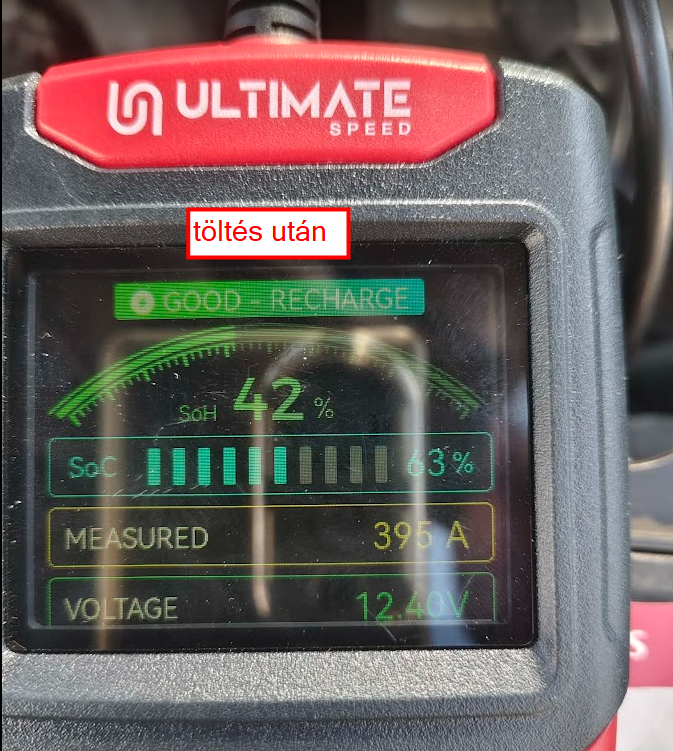 ULTIMATE
SPEED
töltés után
GOOD - RECHARGE
SoH 42 %
SoC 63%
MEASURED 395 A
VOLTAGE 12.40V
S